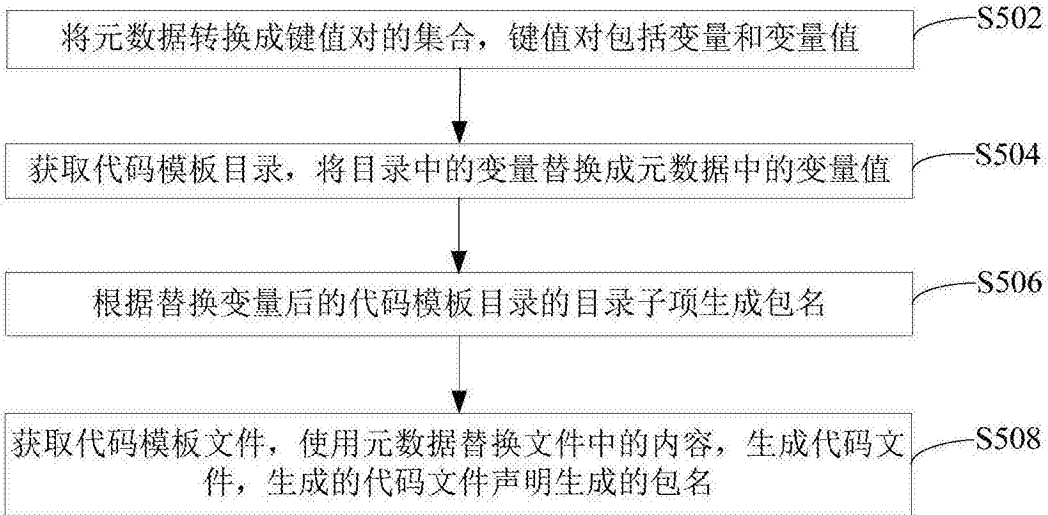 将元数据转换成键值对的集合，键值对包括变量和变量值
S502
获取代码模板目录，将目录中的变量替换成元数据中的变量值
S504
根据替换变量后的代码模板目录的目录子项生成包名
S506
获取代码模板文件，使用元数据替换文件中的内容，生成代码文
件，生成的代码文件声明生成的包名
S508